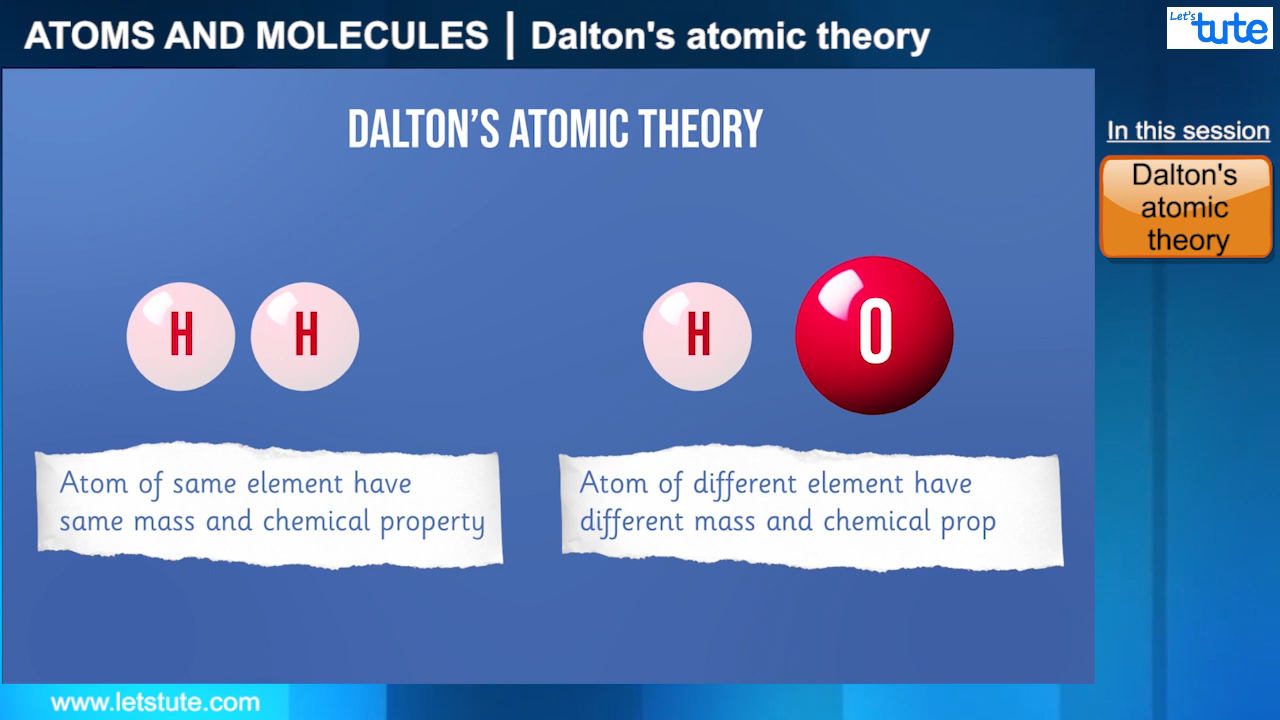 ATOMS AND MOLECULES | Dalton's atomic theory
Let's
tute
DALTON'S ATOMIC THEORY
In this session
Dalton's
atomic
theory
H H H O
Atom of same element have
same mass and chemical property
Atom of different element have
different mass and chemical prop
www.letstute.com